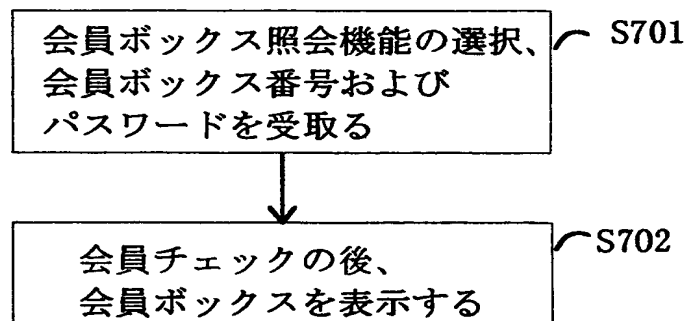 会員ボックス照会機能の選択、
会員ボックス番号および
パスワードを受取る
S701
会員チェックの後、
会員ボックスを表示する
S702